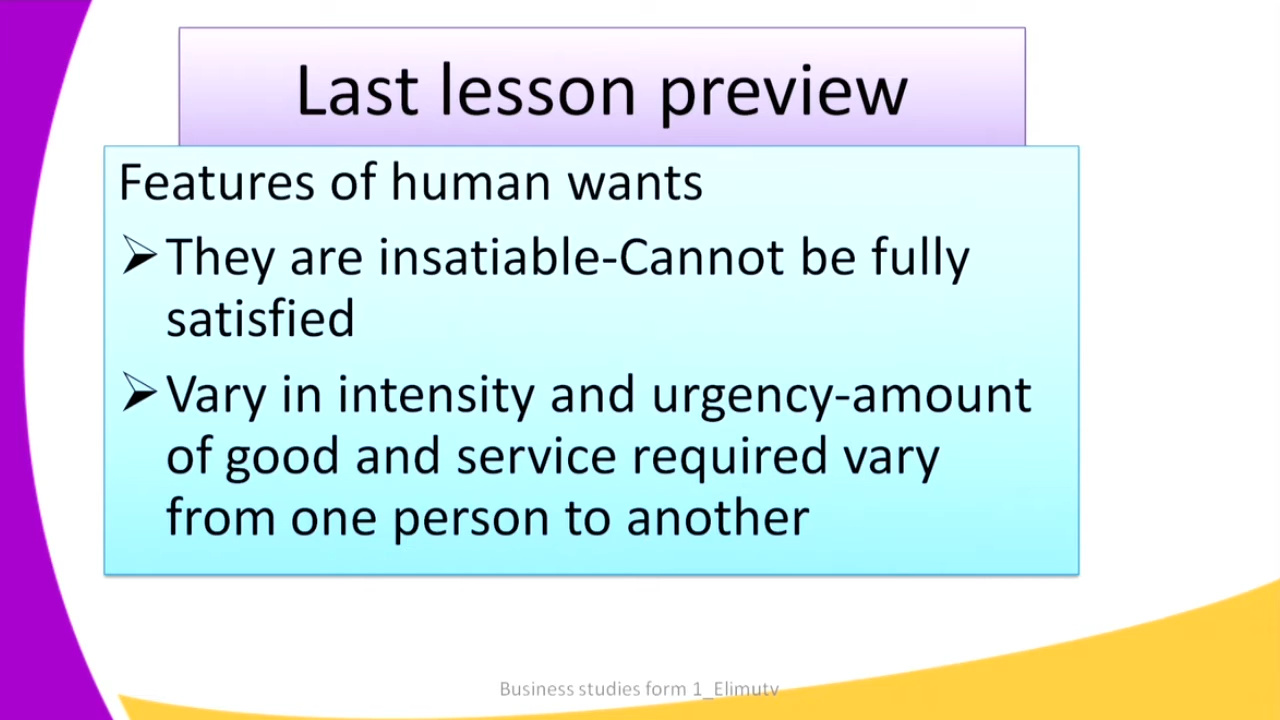 Last lesson preview
Features of human wants
➢They are insatiable-Cannot be fully
satisfied
➢Vary in intensity and urgency-amount
of good and service required vary
from one person to another
Business studies form 1_Elimutv